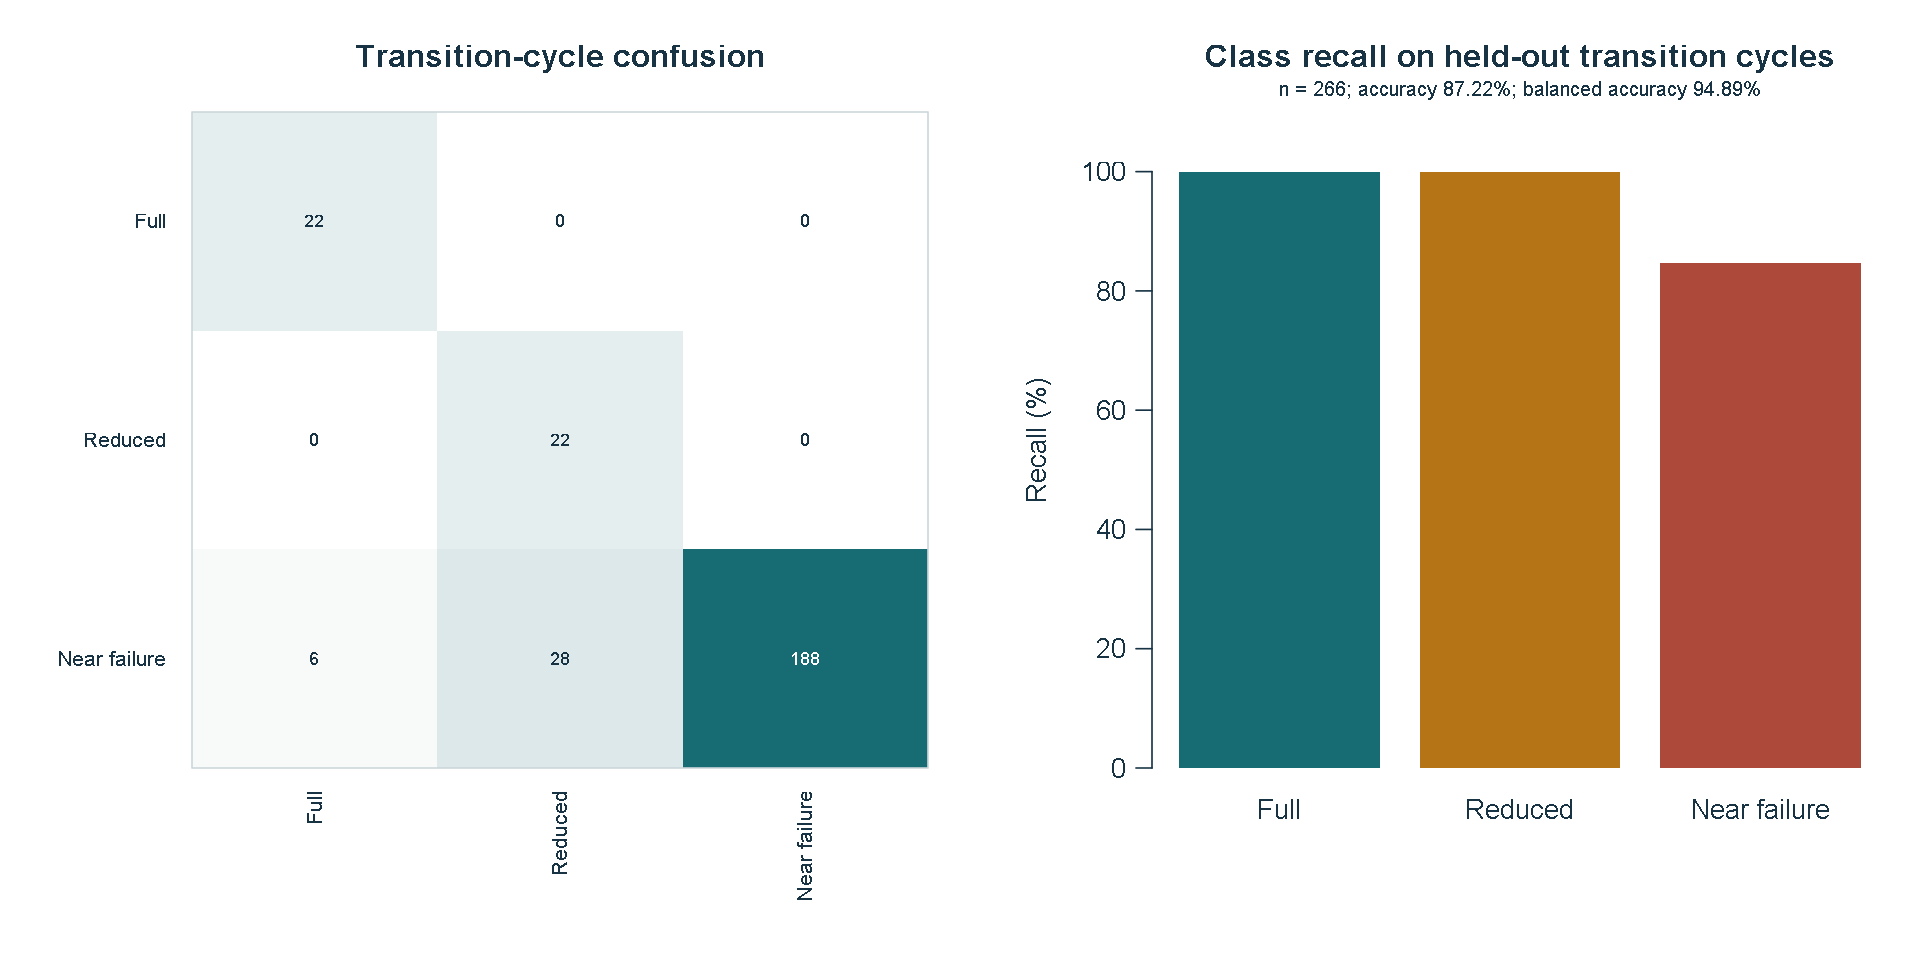 Transition-cycle confusion
Full 22 0 0
Reduced 0 22 0
Near failure 6 28 188
Full Reduced Near failure
Class recall on held-out transition cycles
n = 266; accuracy 87.22%; balanced accuracy 94.89%
Recall (%)
100
80
60
40
20
0
Full Reduced Near failure